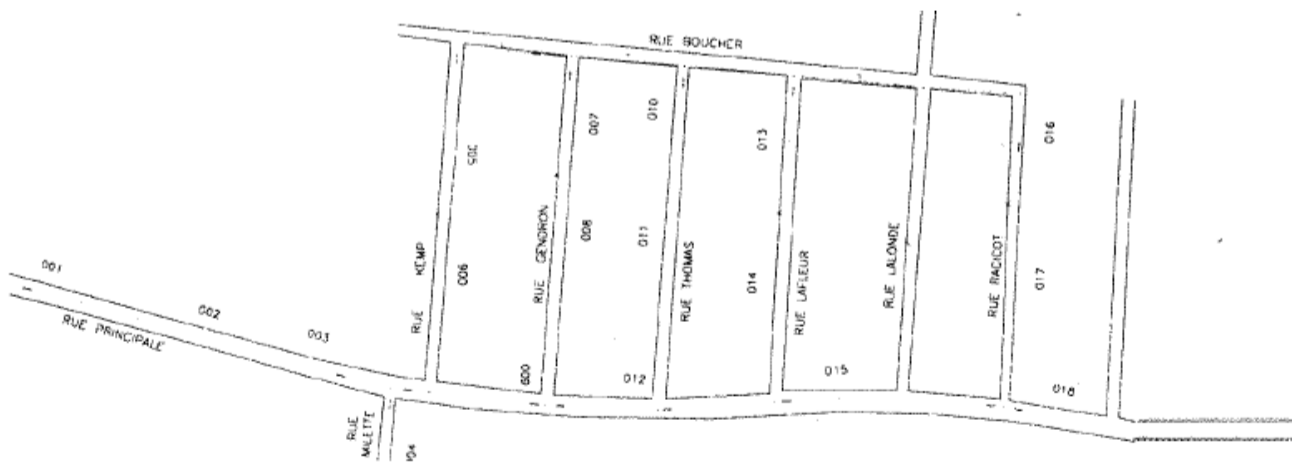 RUE BOUCHER
016
010
007
013
005
008
011
RUE KEMP
006
RUE GENDRON
RUE THOMAS
014
RUE LAFLEUR
RUE LALONDE
RUE RACICOT
017
001
002
003
RUE PRINCIPALE
009
012
015
018
RUE
MILETTE
004